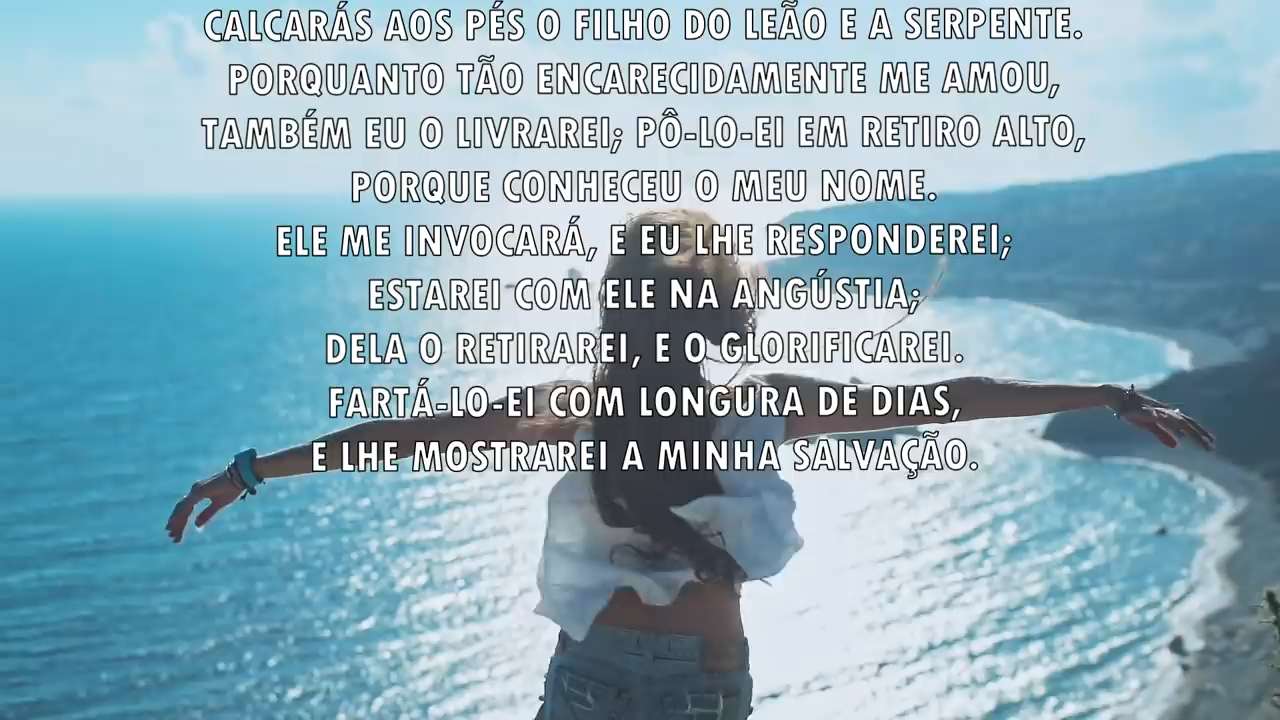 CALCARÁS AOS PÉS O FILHO DO LEÃO E A SERPENTE.
PORQUANTO TÃO ENCARECIDAMENTE ME AMOU,
TAMBÉM EU O LIVRAREI; PÔ-LO-EI EM RETIRO ALTO,
PORQUE CONHECEU O MEU NOME.
ELE ME INVOCARÁ, E EU LHE RESPONDEREI;
ESTAREI COM ELE NA ANGÚSTIA;
DELA O RETIRAREI, E O GLORIFICAREI.
FARTÁ-LO-EI COM LONGURA DE DIAS,
E LHE MOSTRAREI A MINHA SALVAÇÃO.